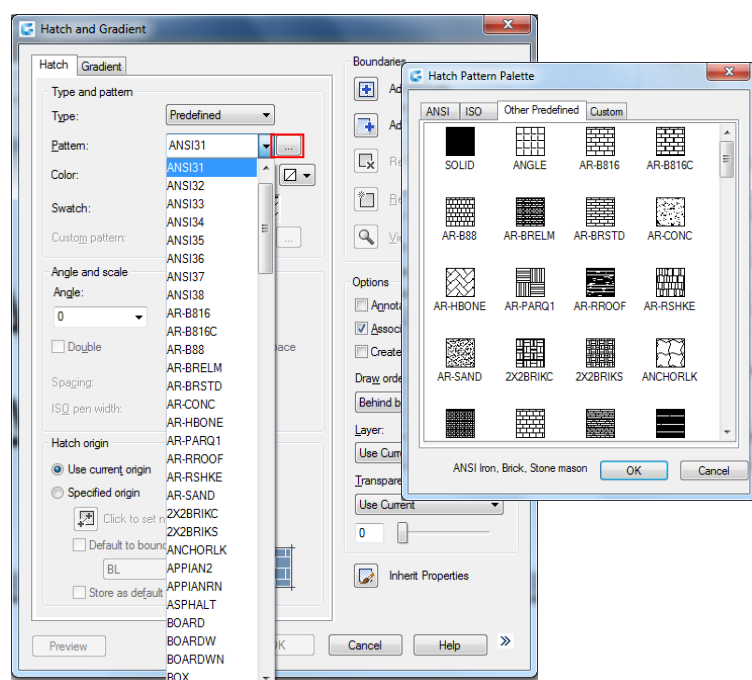 Hatch and Gradient
Hatch Gradient
Type and pattern
Type: Predefined
Pattern: ANSI31 ...
Color:
Swatch:
Custom pattern: ...
ANSI31
ANSI32
ANSI33
ANSI34
ANSI35
ANSI36
ANSI37
ANSI38
AR-B816
AR-B816C
AR-B88
AR-BRELM
AR-BRSTD
AR-CONC
AR-HBONE
AR-PARQ1
AR-RROOF
AR-RSHKE
AR-SAND
2X2BRIKC
2X2BRIKS
ANCHORLK
APPIAN2
APPIANRN
ASPHALT
BOARD
BOARDW
BOARDWN
BOX
Angle and scale
Angle:
0
Double
Spacing:
ISO pen width:
Hatch origin
Use current origin
Specified origin
Click to set
Default to
BL
Store as default
Preview
Cancel
Help
Boundaries
Options
Create
Layer:
Use Current
0
Inherit Properties
Hatch Pattern Palette
ANSI ISO Other Predefined Custom
SOLID ANGLE AR-B816 AR-B816C
AR-B88 AR-BRELM AR-BRSTD AR-CONC
AR-HBONE AR-PARQ1 AR-RROOF AR-RSHKE
AR-SAND 2X2BRIKC 2X2BRIKS ANCHORLK
ANSI Iron, Brick, Stone mason OK Cancel